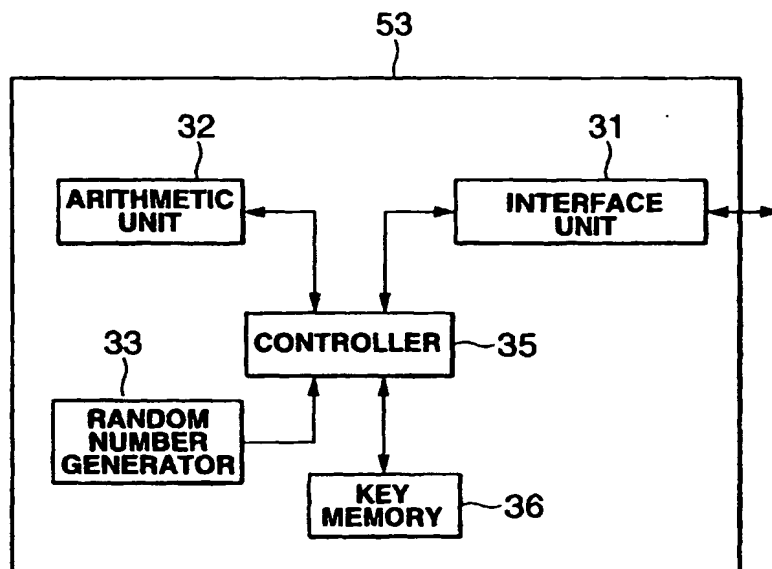 53
32
31
ARITHMETIC
UNIT
INTERFACE
UNIT
CONTROLLER
35
33
RANDOM
NUMBER
GENERATOR
KEY
MEMORY
36